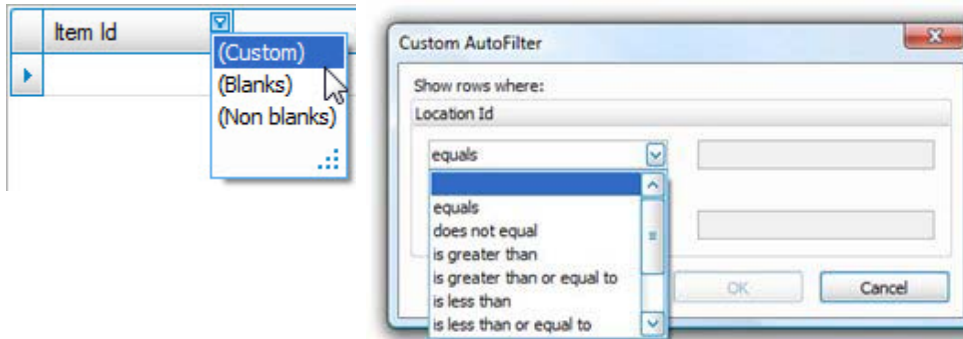 Item Id
(Custom)
(Blanks)
(Non blanks)
Custom AutoFilter
Show rows where:
Location Id
equals
equals
does not equal
is greater than
is greater than or equal to
is less than
is less than or equal to
OK
Cancel